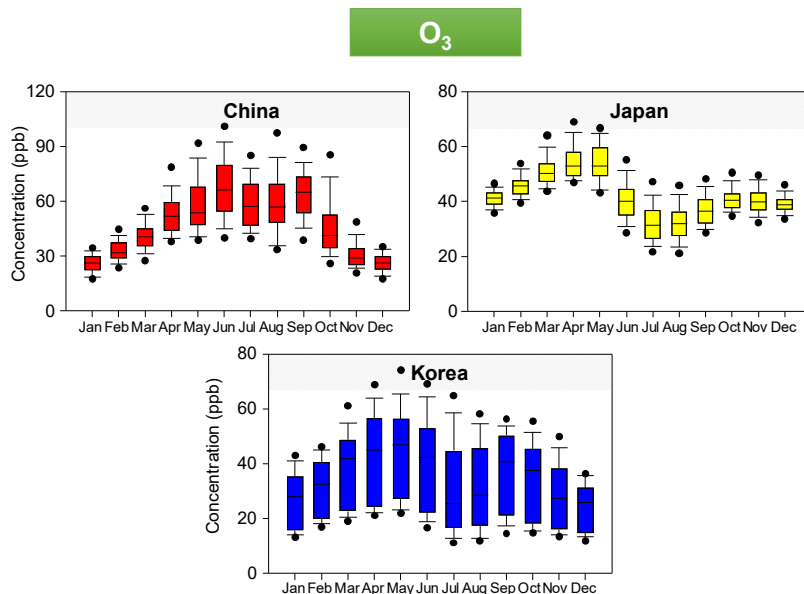 O3
China
Concentration (ppb)
120
90
60
30
0
Jan Feb Mar Apr May Jun Jul Aug Sep Oct Nov Dec
Japan
80
60
40
20
0
Jan Feb Mar Apr May Jun Jul Aug Sep Oct Nov Dec
Korea
Concentration (ppb)
80
60
40
20
0
Jan Feb Mar Apr May Jun Jul Aug Sep Oct Nov Dec